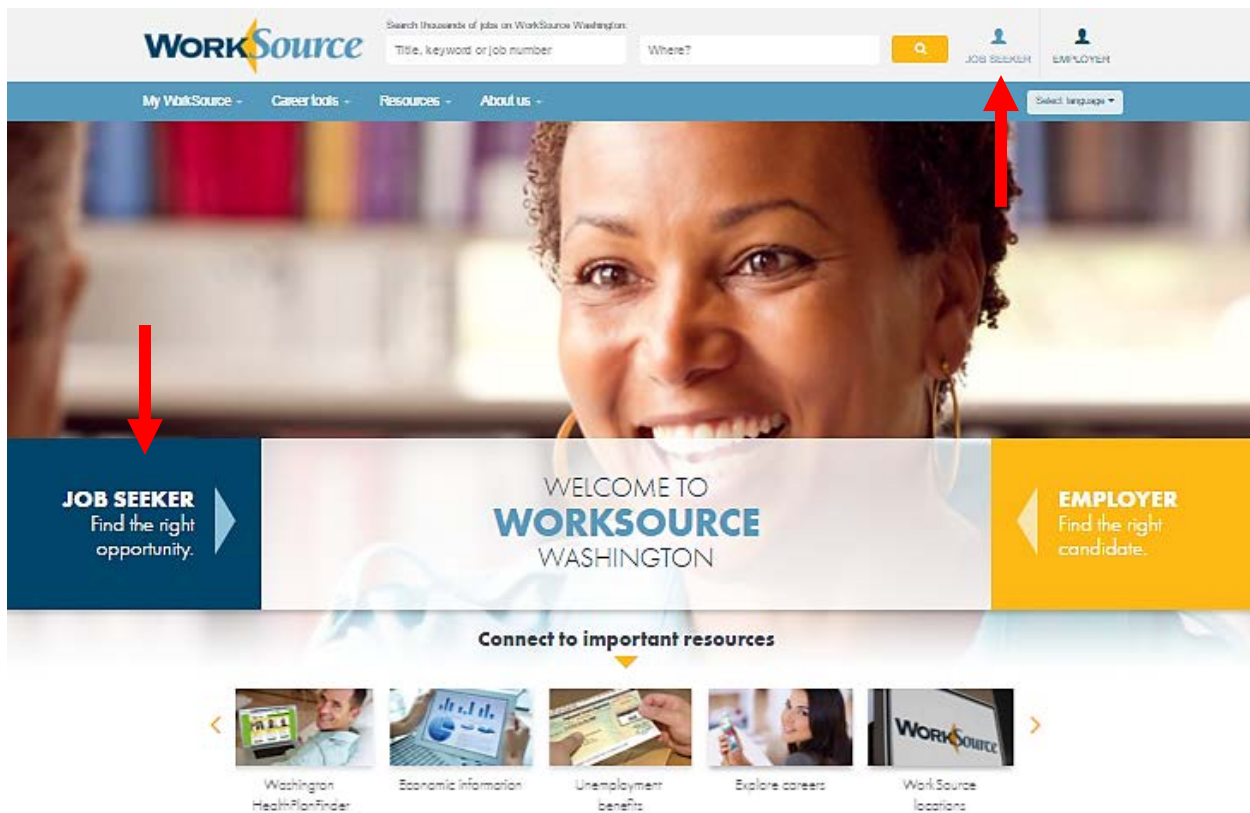 WORKSource
Search thousands of jobs on WorkSource Washington:
Title, keyword or job number
Where?
JOB SEEKER
EMPLOYER
My WorkSource
Career tools
Resources
About us
Select language
JOB SEEKER
Find the right
opportunity.
WELCOME TO
WORKSOURCE
WASHINGTON
EMPLOYER
Find the right
candidate.
Connect to important resources
WORKSource
Washington
HealthPlanFinder
Economic information
Unemployment
benefits
Explore careers
WorkSource
locations